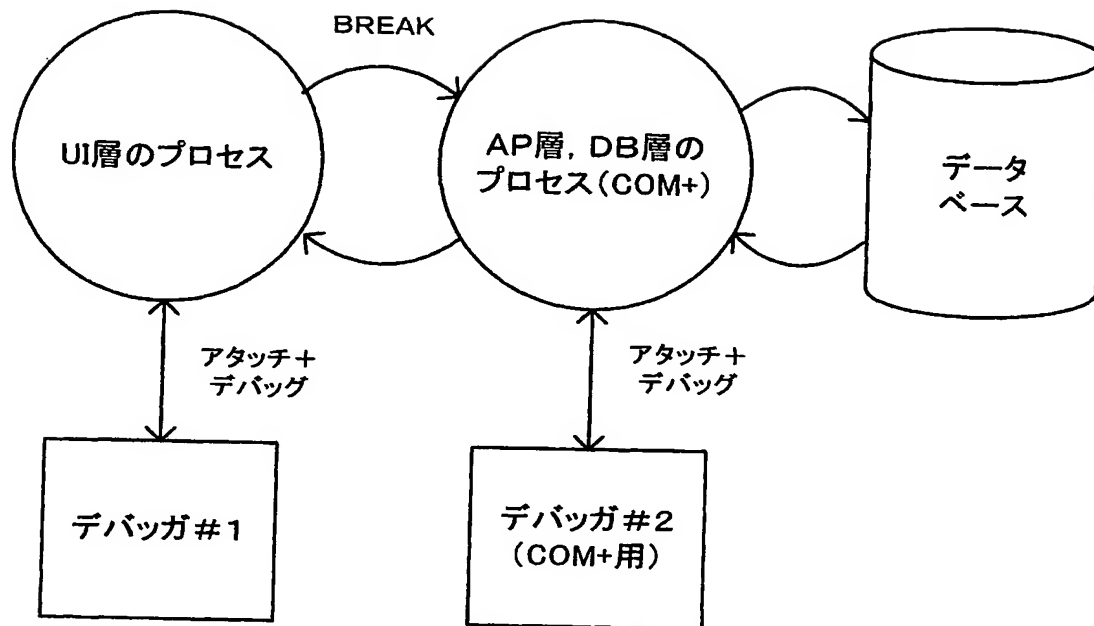 BREAK
UI層のプロセス
AP層，DB層の
プロセス(COM+)
データ
ベース
アタッチ＋
デバッグ
アタッチ＋
デバッグ
デバッガ＃1
デバッガ＃2
(COM+用)